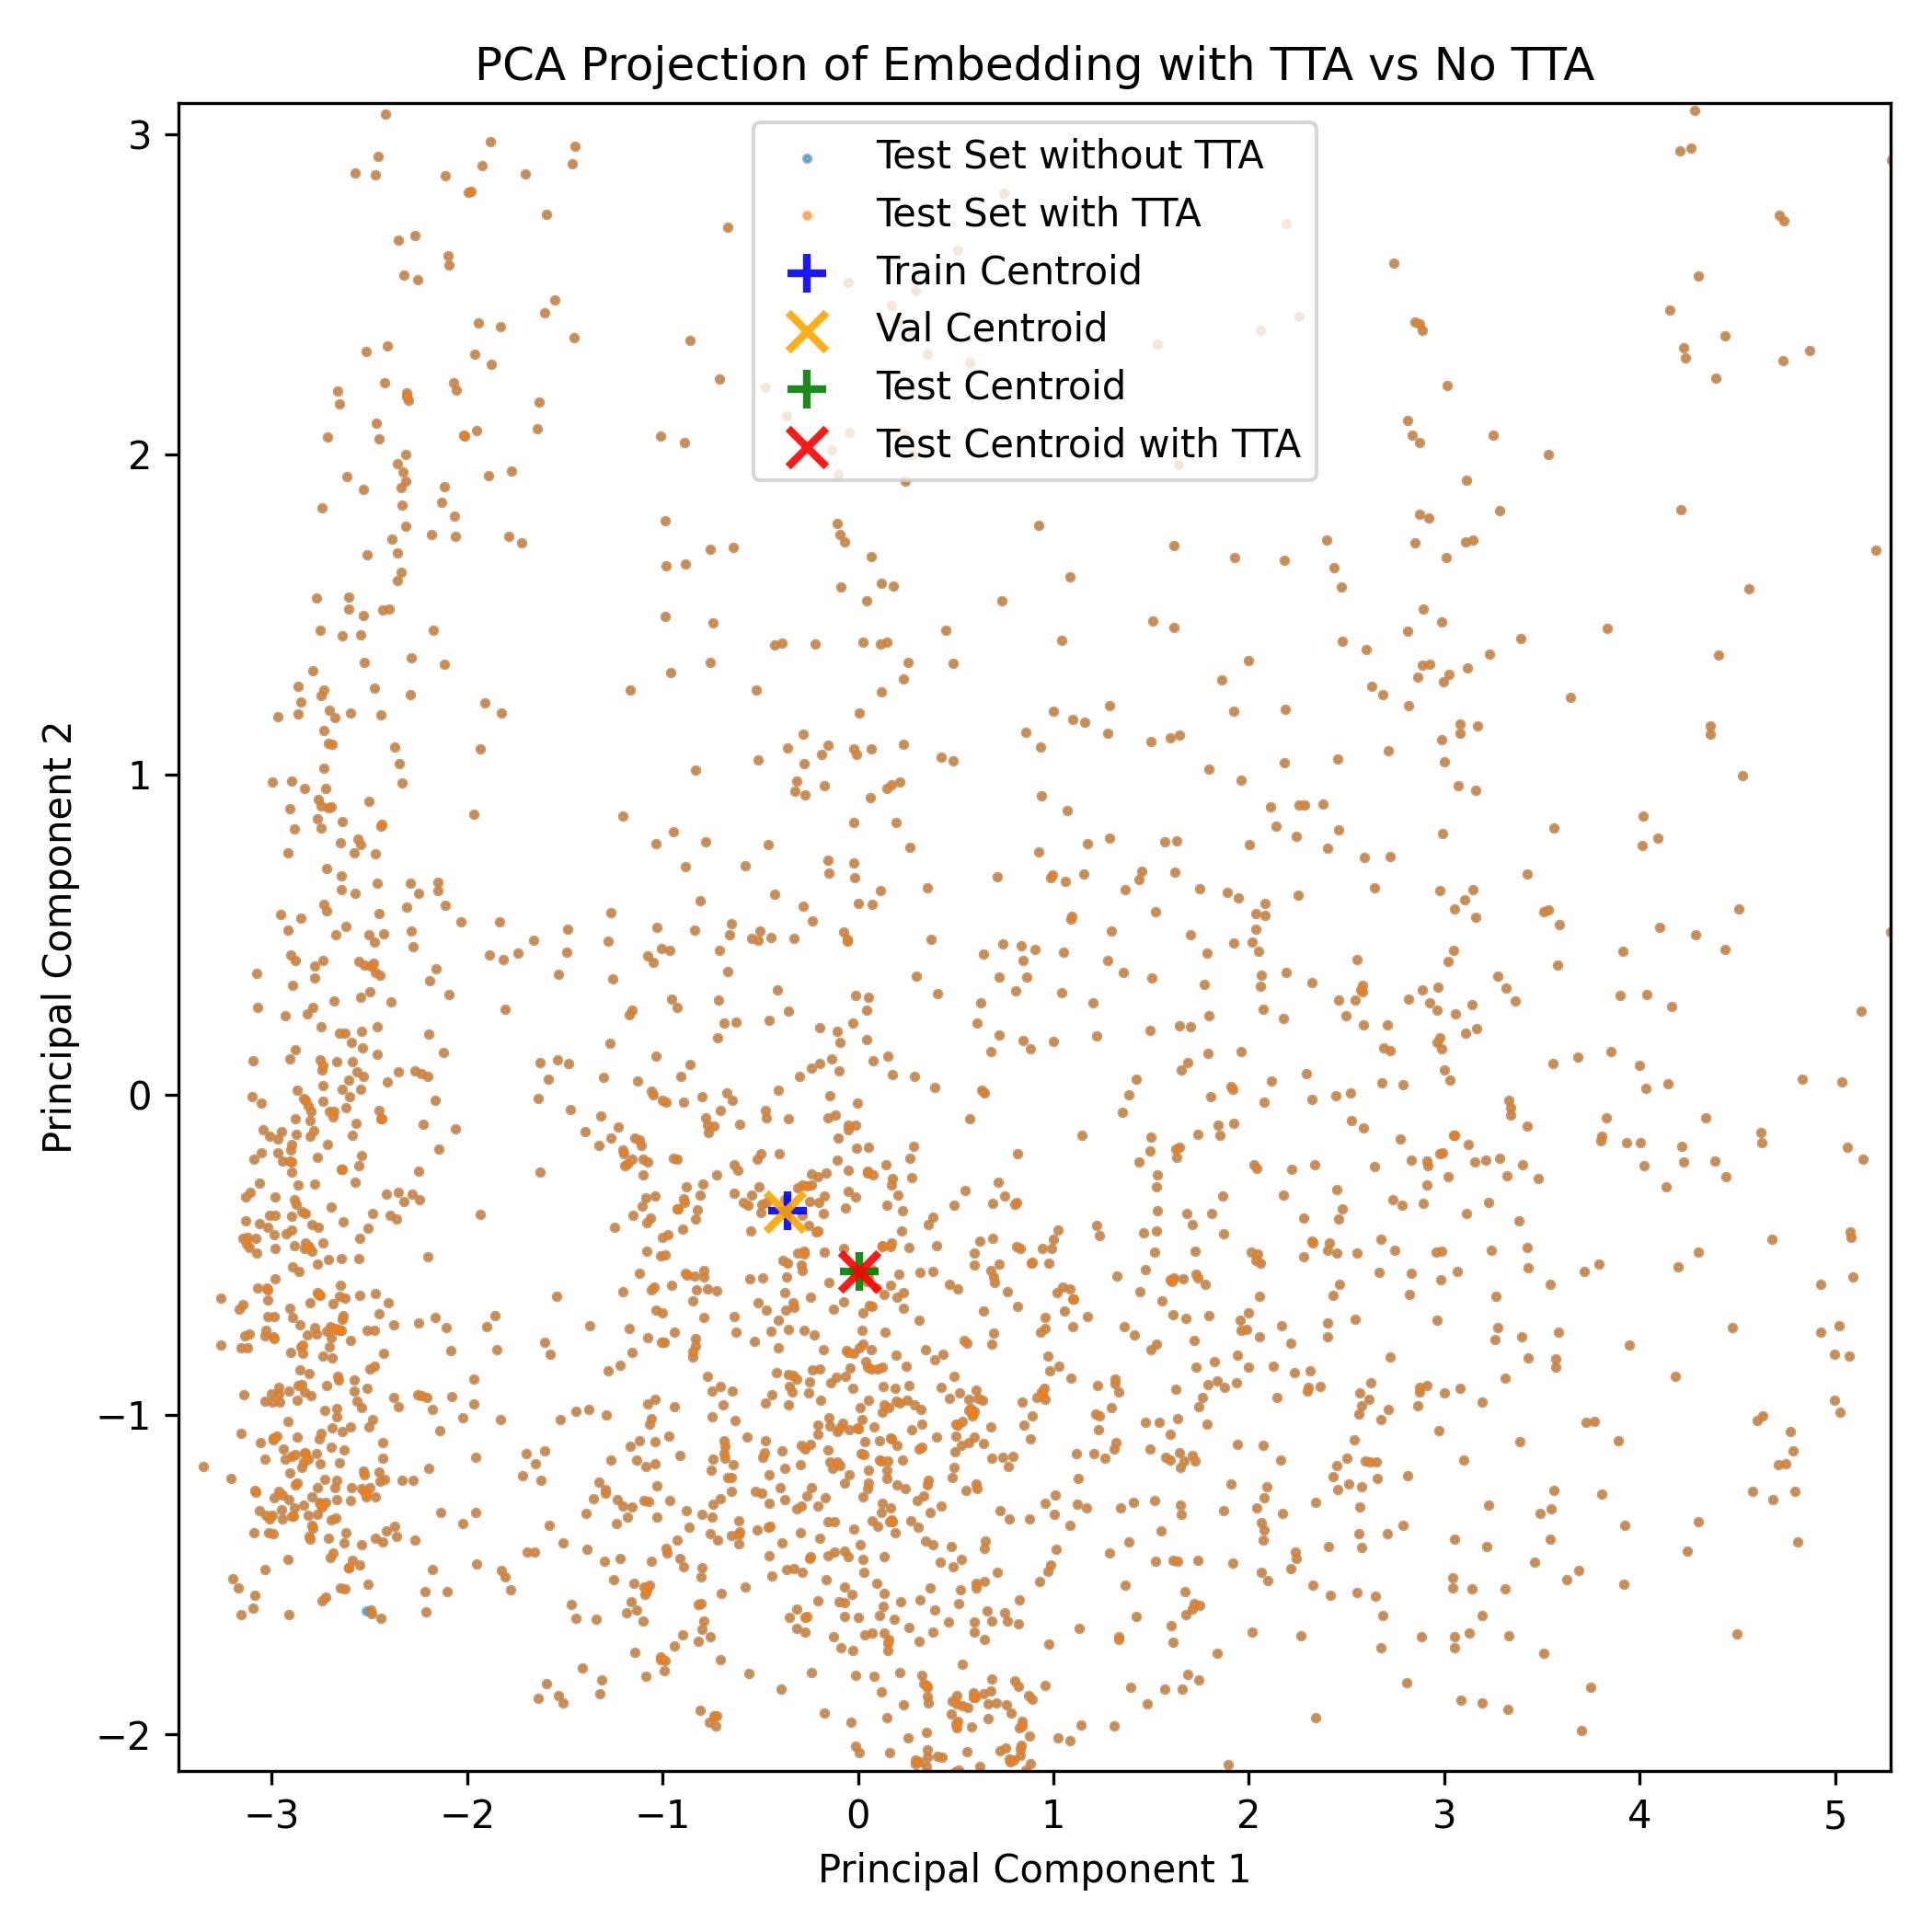 PCA Projection of Embedding with TTA vs No TTA
Test Set without TTA
Test Set with TTA
Train Centroid
Val Centroid
Test Centroid
Test Centroid with TTA
3
2
1
0
−1
−2
Principal Component 2
−3 −2 −1 0 1 2 3 4 5
Principal Component 1